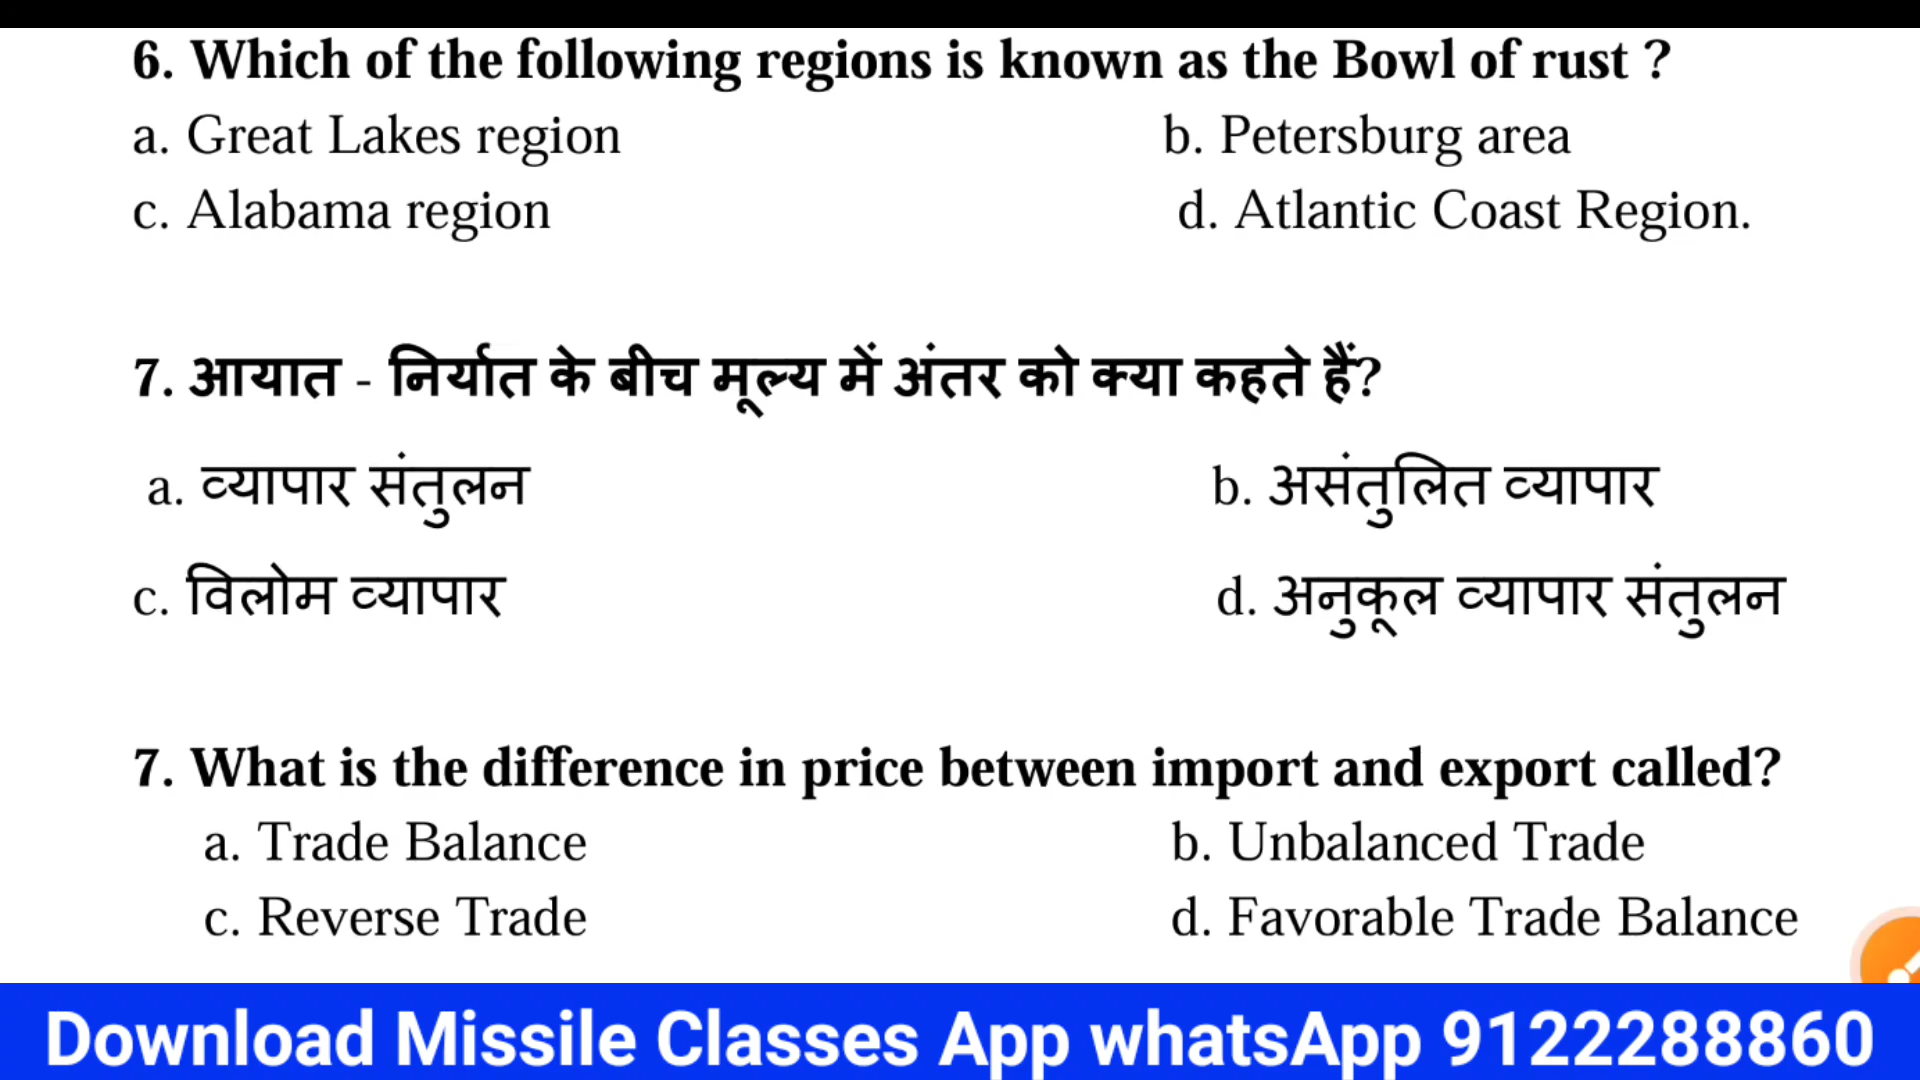 6. Which of the following regions is known as the Bowl of rust ?
a. Great Lakes region b. Petersburg area
c. Alabama region d. Atlantic Coast Region.
7. आयात - निर्यात के बीच मूल्य में अंतर को क्या कहते हैं?
a. व्यापार संतुलन b. असंतुलित व्यापार
c. विलोम व्यापार d. अनुकूल व्यापार संतुलन
7. What is the difference in price between import and export called?
a. Trade Balance b. Unbalanced Trade
c. Reverse Trade d. Favorable Trade Balance
Download Missile Classes App whatsApp 9122288860